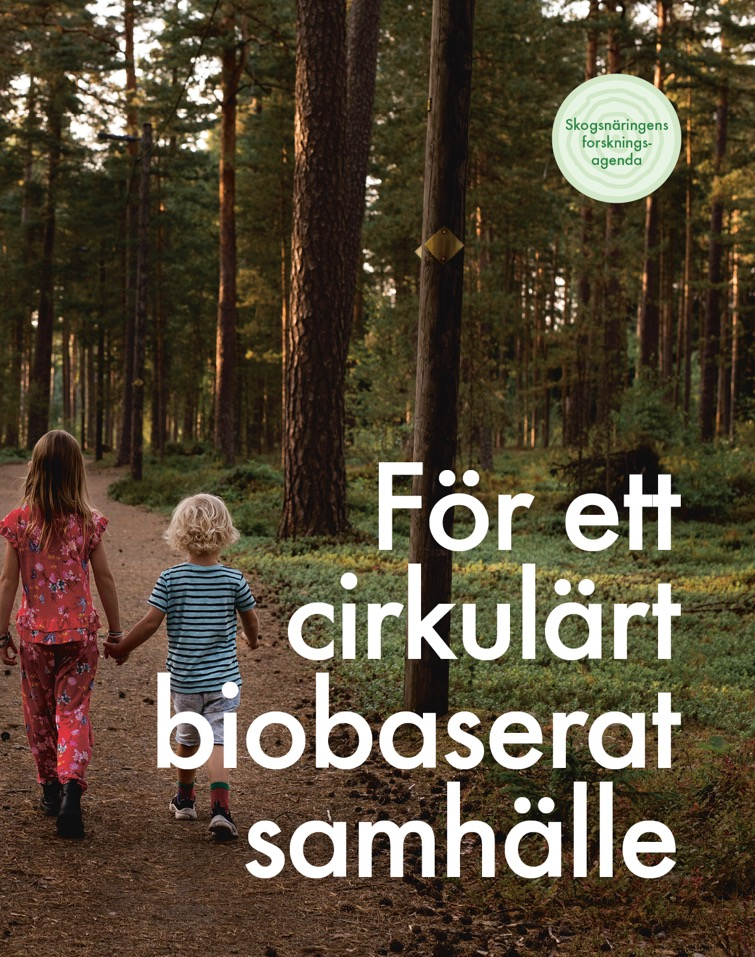 Skogsnäringens
forsknings-
agenda
För ett
cirkulärt
biobaserat
samhälle